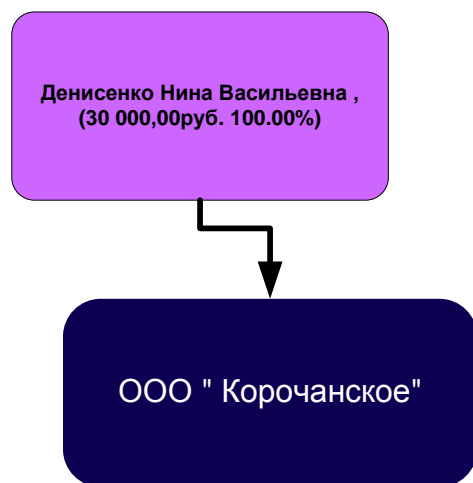 Денисенко Нина Васильевна ,
(30 000,00руб. 100.00%)
ООО " Корочанское"